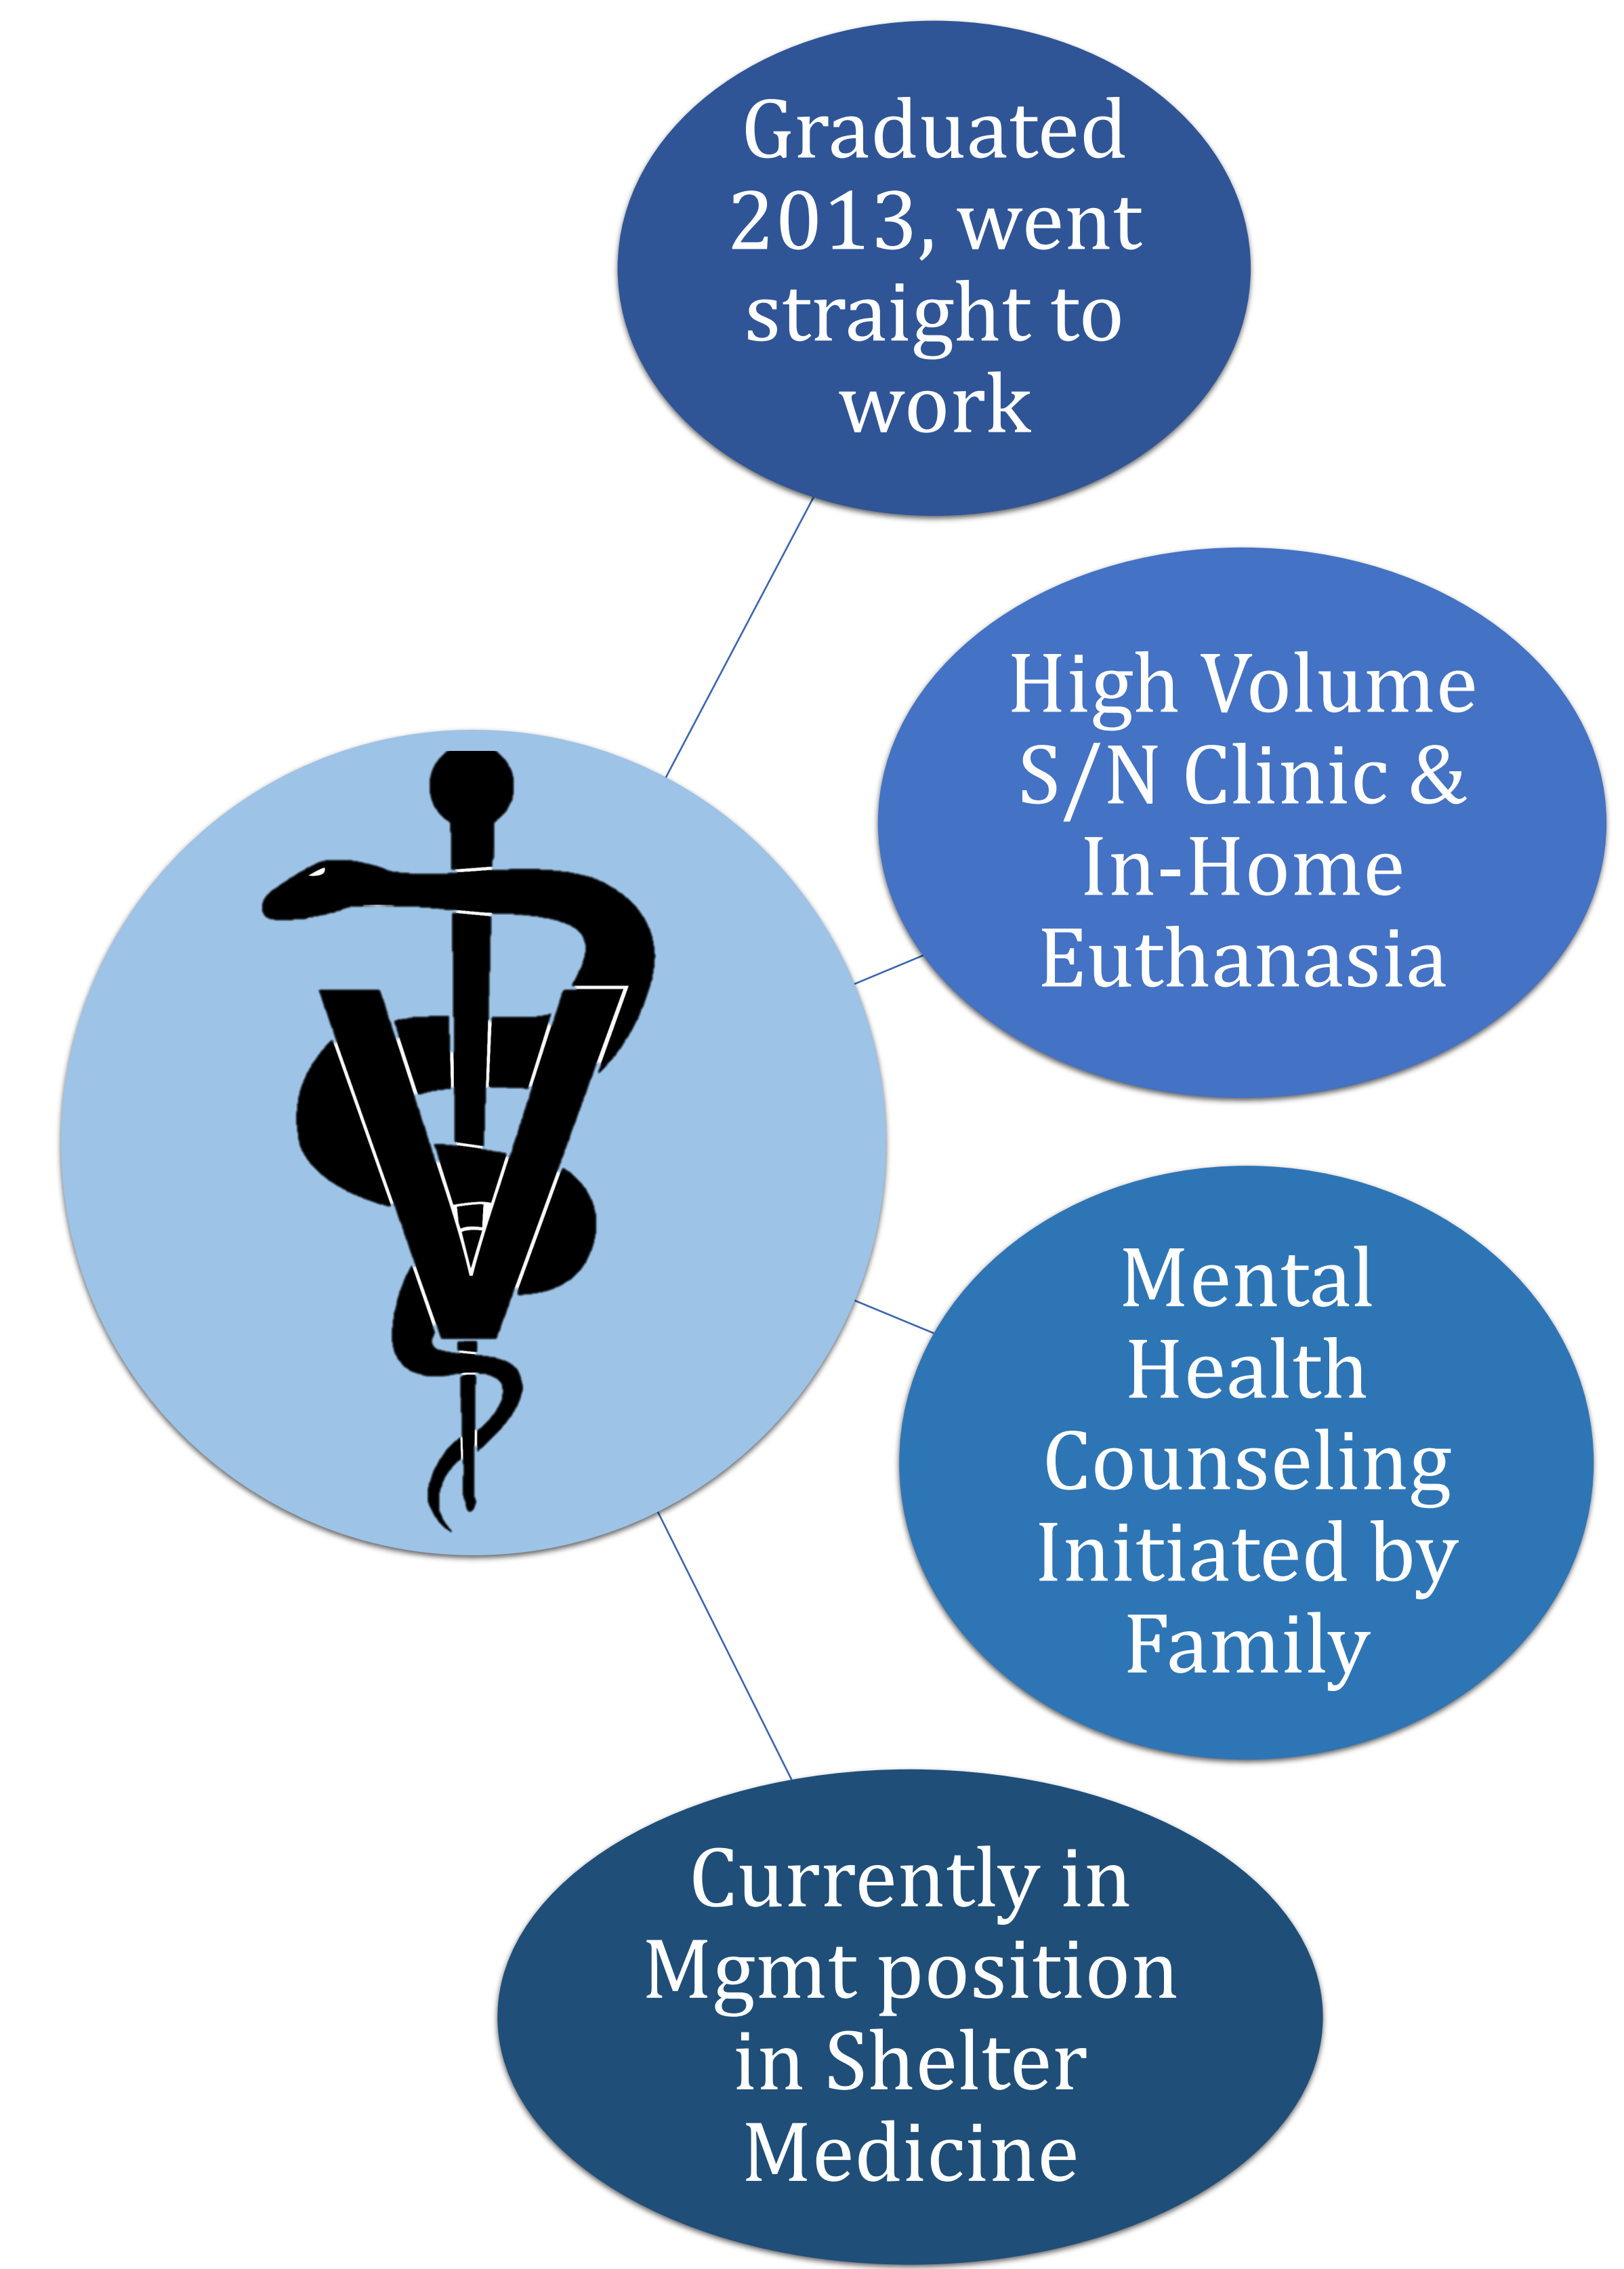 Graduated
2013, went
straight to
work
High Volume
S/N Clinic &
In-Home
Euthanasia
Mental
Health
Counseling
Initiated by
Family
Currently in
Mgmt position
in Shelter
Medicine
V